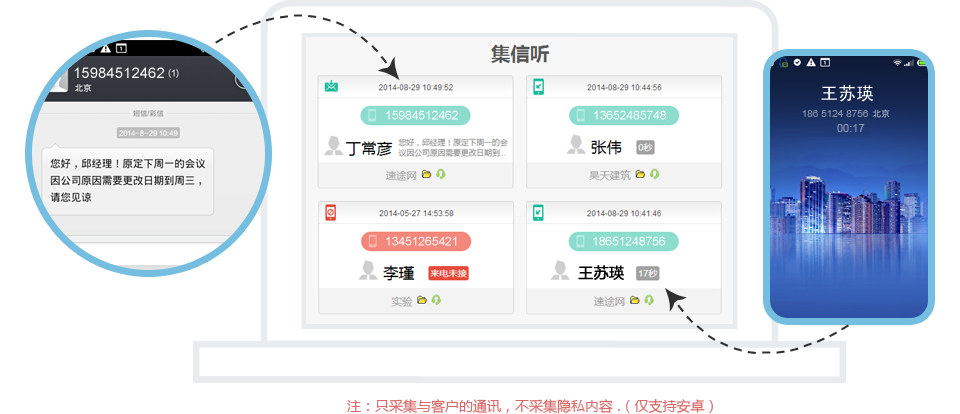 15984512462 (1)
北京
短信/彩信
2014-8-29 10:49
您好，邱经理！原定下周一的会议
因公司原因需要更改日期到周三，
请您见谅
集信听
2014-08-29 10:49:52
15984512462
丁常彦
您好，邱经理！原定下周一的会
议因公司原因需要更改日期到...
速途网
2014-08-29 10:44:56
13652485748
张伟 0秒
昊天建筑
2014-05-27 14:53:58
13451265421
李瑾 来电未接
实验
2014-08-29 10:41:46
18651248756
王苏瑛 17秒
速途网
王苏瑛
186 5124 8756 北京
00:17
注：只采集与客户的通讯，不采集隐私内容 .（ 仅支持安卓 ）